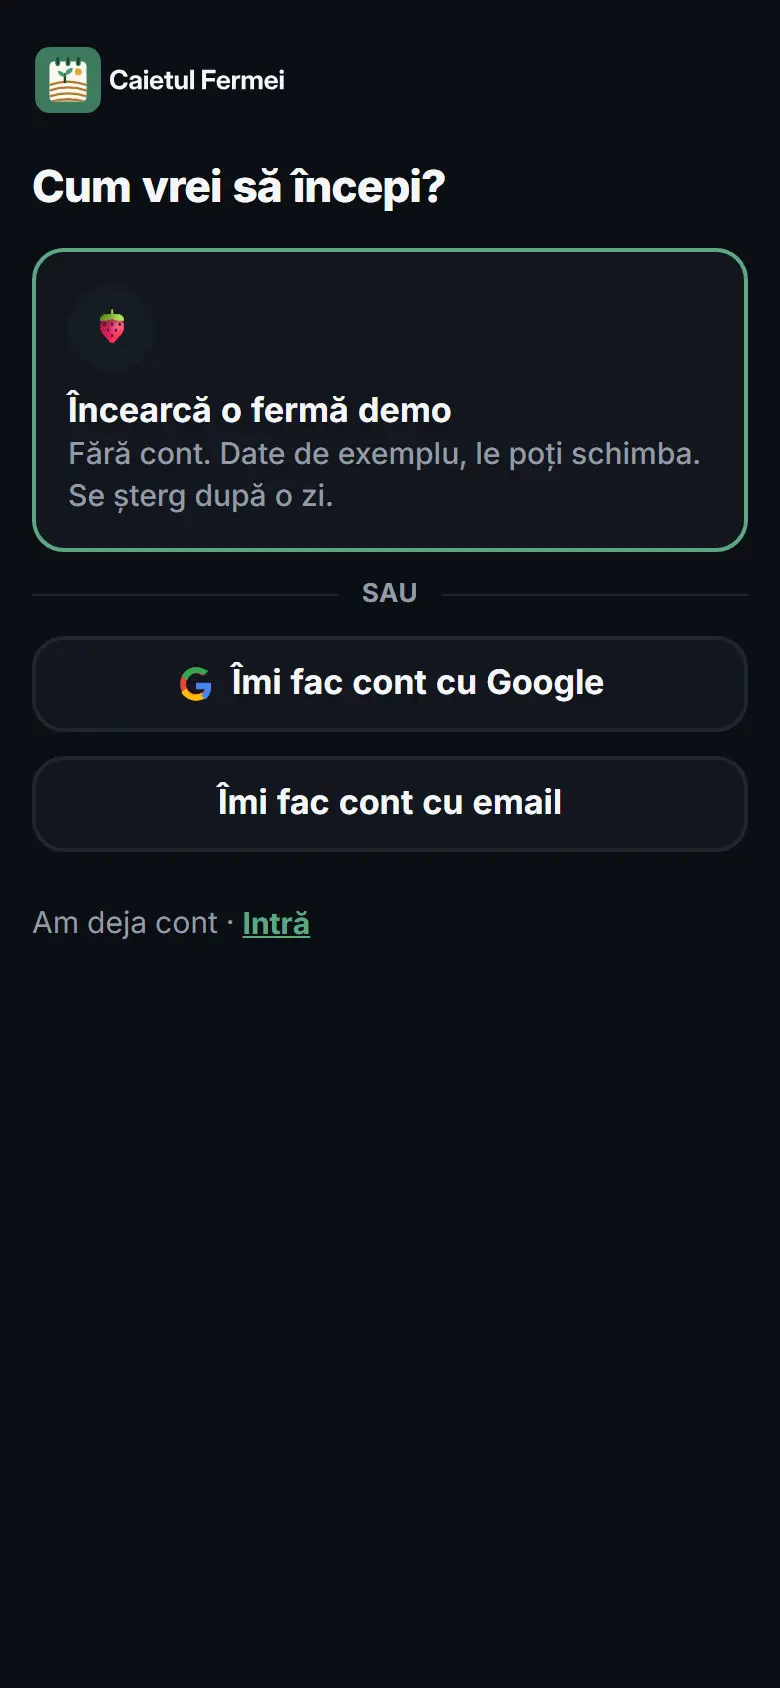 Caietul Fermei
Cum vrei să începi?
Încearcă o fermă demo
Fără cont. Date de exemplu, le poți schimba.
Se șterg după o zi.
SAU
Îmi fac cont cu Google
Îmi fac cont cu email
Am deja cont · Intră